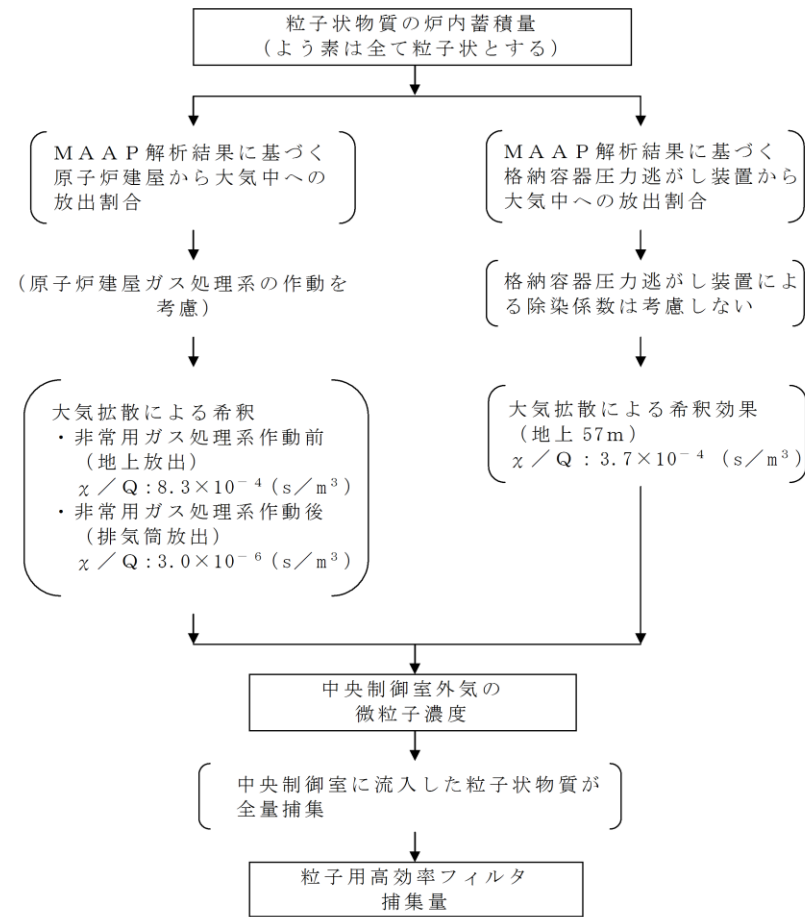 粒子状物質の炉内蓄積量
(よう素は全て粒子状とする)
MAAP解析結果に基づく
原子炉建屋から大気中への
放出割合
(原子炉建屋ガス処理系の作動を
考慮)
大気拡散による希釈
・非常用ガス処理系作動前
(地上放出)
χ/Q:8.3×10⁻⁴(s/m³)
・非常用ガス処理系作動後
(排気筒放出)
χ/Q:3.0×10⁻⁶(s/m³)
MAAP解析結果に基づく
格納容器圧力逃がし装置から
大気中への放出割合
格納容器圧力逃がし装置によ
る除染係数は考慮しない
大気拡散による希釈効果
(地上 57m)
χ/Q:3.7×10⁻⁴ (s/m³)
中央制御室外気の
微粒子濃度
中央制御室に流入した粒子状物質が
全量捕集
粒子用高効率フィルタ
捕集量